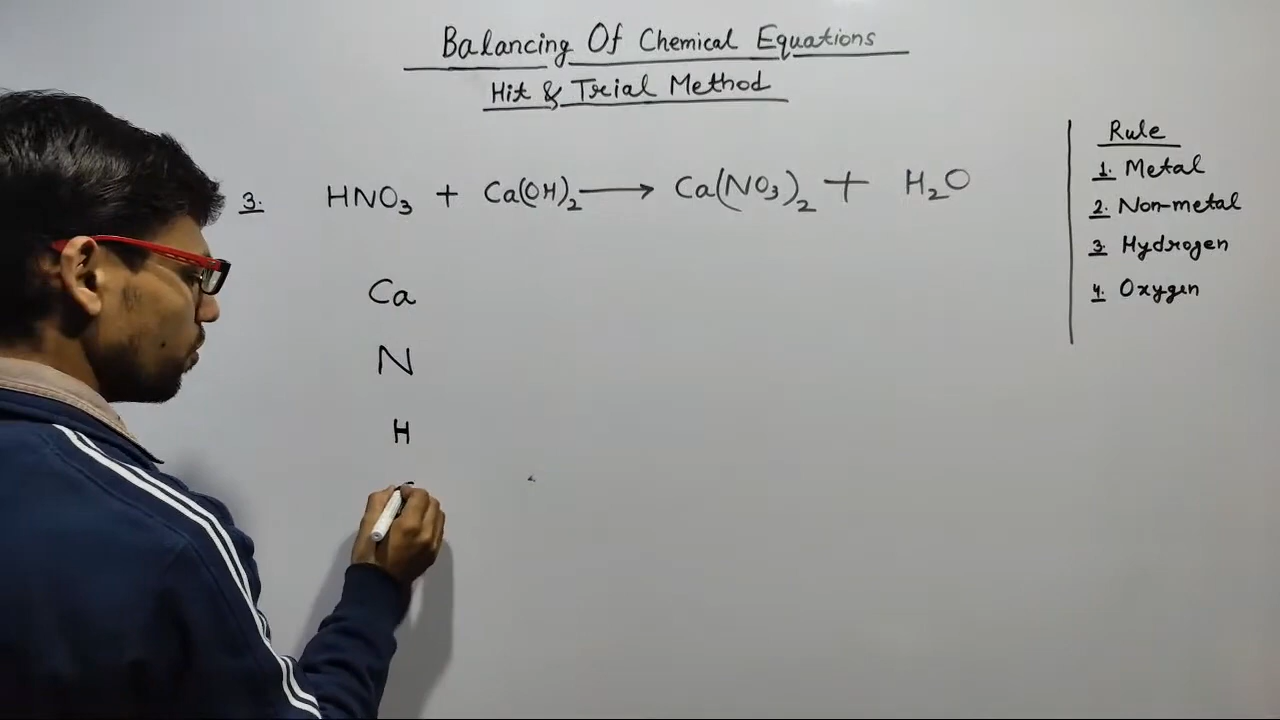 Balancing Of Chemical Equations
Hit & Trial Method
3. HNO₃ + Ca(OH)₂ ⟶ Ca(NO₃)₂ + H₂O
Ca
N
H
Rule
1. Metal
2. Non-metal
3. Hydrogen
4. Oxygen